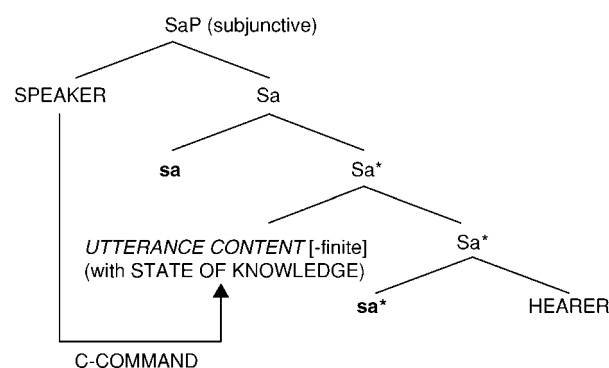 SaP (subjunctive)
SPEAKER
Sa
sa
Sa*
UTTERANCE CONTENT [-finite]
(with STATE OF KNOWLEDGE)
Sa*
sa*
HEARER
C-COMMAND